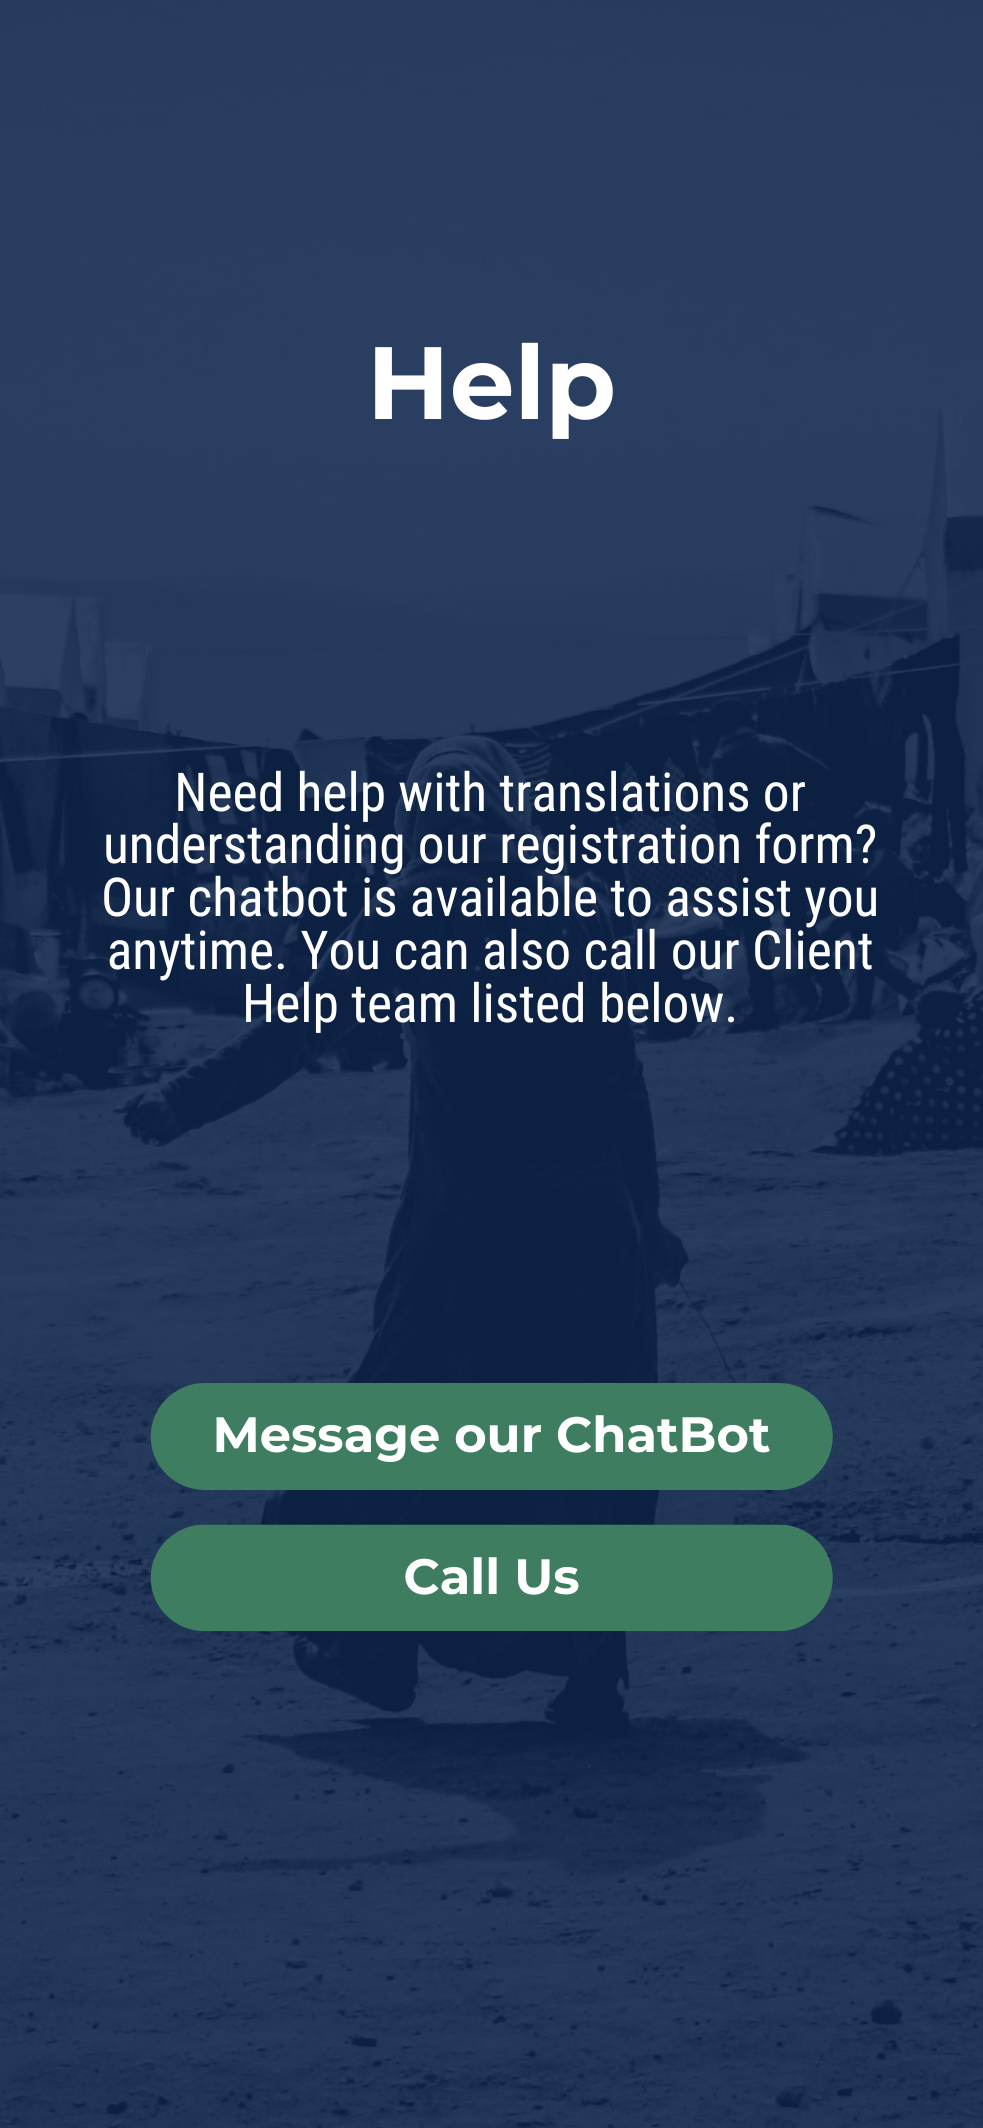 Help
Need help with translations or
understanding our registration form?
Our chatbot is available to assist you
anytime. You can also call our Client
Help team listed below.
Message our ChatBot
Call Us